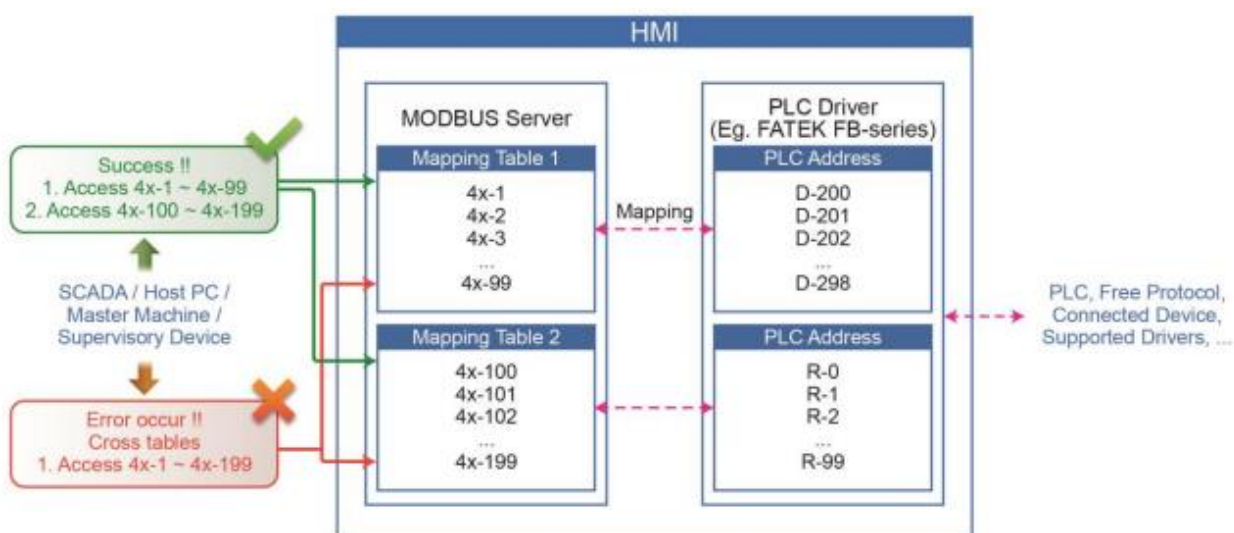 HMI
Success !!
1. Access 4x-1 ~ 4x-99
2. Access 4x-100 ~ 4x-199
SCADA / Host PC /
Master Machine /
Supervisory Device
Error occur !!
Cross tables
1. Access 4x-1 ~ 4x-199
MODBUS Server
Mapping Table 1
4x-1
4x-2
4x-3
...
4x-99
Mapping Table 2
4x-100
4x-101
4x-102
...
4x-199
Mapping
PLC Driver
(Eg. FATEK FB-series)
PLC Address
D-200
D-201
D-202
...
D-298
PLC Address
R-0
R-1
R-2
...
R-99
PLC, Free Protocol,
Connected Device,
Supported Drivers, ...